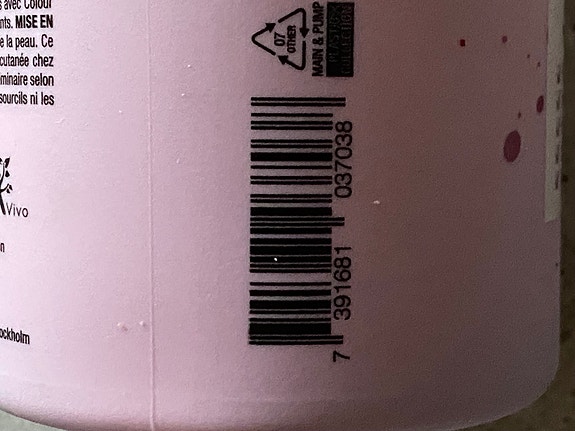 s avec Colour
nts. MISE EN
e la peau. Ce
cutanée chez
iminaire selon
sourcils ni les
Vivo
n
ockholm
07
OTHER
MAIN & PUMP
7 391681 037038